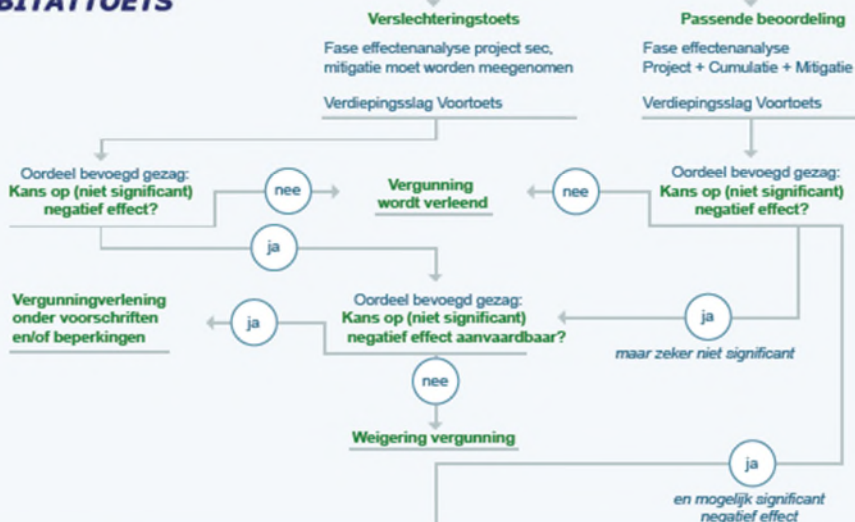 BITATTOETS
Verslechteringstoets
Fase effectenanalyse project sec,
mitigatie moet worden meegenomen
Verdiepingsslag Voortoets
Passende beoordeling
Fase effectenanalyse
Project + Cumulatie + Mitigatie
Verdiepingsslag Voortoets
Oordeel bevoegd gezag:
Kans op (niet significant)
negatief effect?
nee
Vergunning
wordt verleend
nee
Oordeel bevoegd gezag:
Kans op (niet significant)
negatief effect?
ja
Vergunningverlening
onder voorschriften
en/of beperkingen
ja
Oordeel bevoegd gezag:
Kans op (niet significant)
negatief effect aanvaardbaar?
ja
maar zeker niet significant
nee
Weigering vergunning
ja
en mogelijk significant
negatief effect